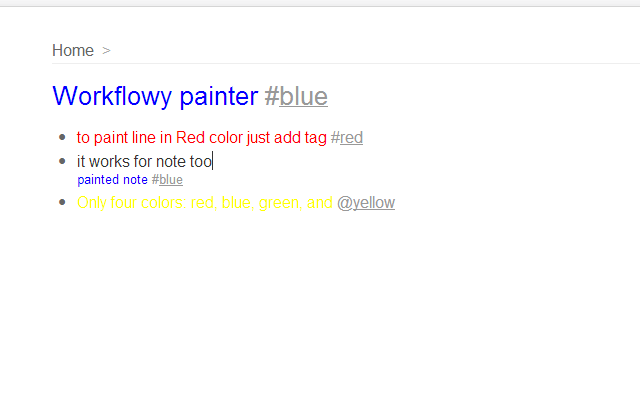 Home >
Workflowy painter #blue
to paint line in Red color just add tag #red
it works for note too
painted note #blue
Only four colors: red, blue, green, and @yellow